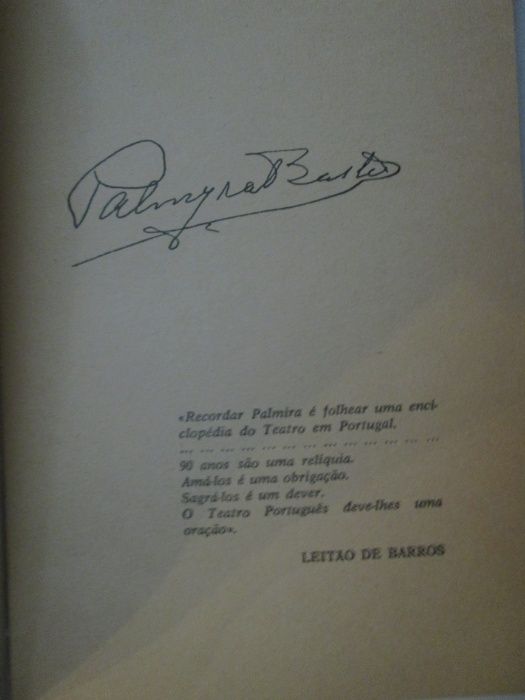 Palmyra Bastos
«Recordar Palmira é folhear uma enci-
clopédia do Teatro em Portugal.
... ... ... ... ... ... ... ... ... ... ... ... ... ...
90 anos são uma relíquia.
Amá-los é uma obrigação.
Sagrá-los é um dever.
O Teatro Português deve-lhes uma
oração».
LEITAO DE BARROS